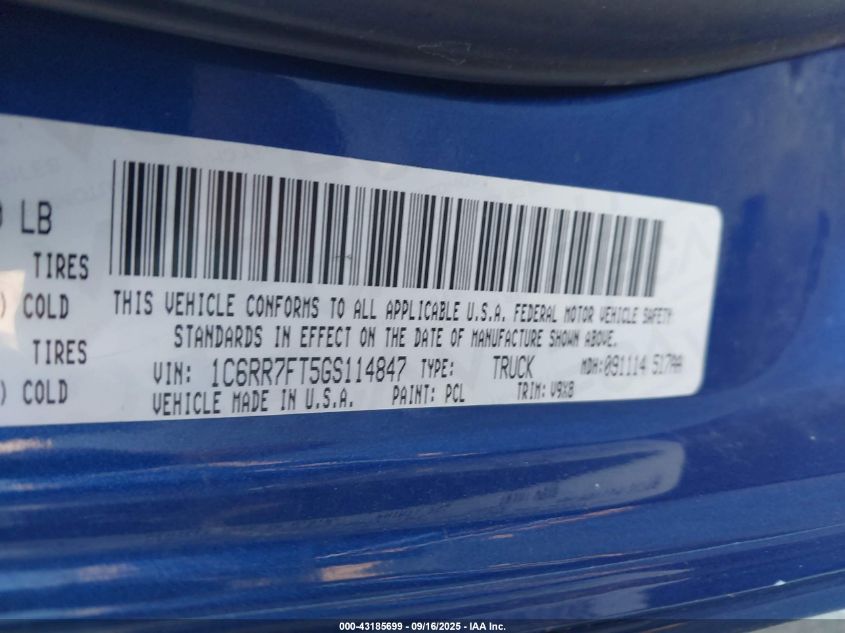 LB
TIRES
) COLD
TIRES
) COLD
THIS VEHICLE CONFORMS TO ALL APPLICABLE U.S.A. FEDERAL MOTOR VEHICLE SAFETY
STANDARDS IN EFFECT ON THE DATE OF MANUFACTURE SHOWN ABOVE.
VIN: 1C6RR7FT5GS114847 TYPE: TRUCK MDH:091114 517AA
VEHICLE MADE IN U.S.A. PAINT: PCL TRIM: V9X8
000-43185699 - 09/16/2025 - IAA Inc.